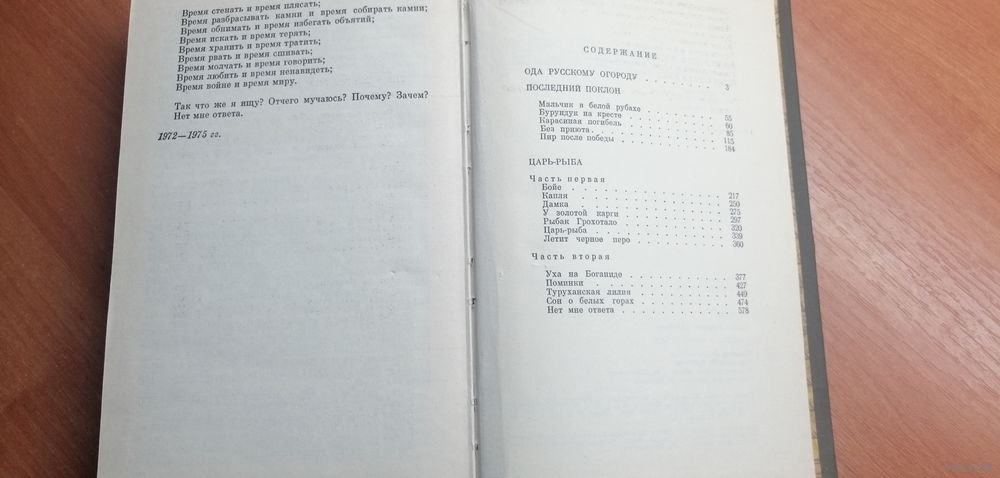 Время стенать и время плясать;
Время разбрасывать камни и время собирать камни;
Время обнимать и время избегать объятий;
Время искать и время терять;
Время хранить и время тратить;
Время рвать и время сшивать;
Время молчать и время говорить;
Время любить и время ненавидеть;
Время войне и время миру.
Так что же я ищу? Отчего мучаюсь? Почему? Зачем?
Нет мне ответа.
1972—1975 гг.
СОДЕРЖАНИЕ
ОДА РУССКОМУ ОГОРОДУ . . . . . . 3
ПОСЛЕДНИЙ ПОКЛОН
Мальчик в белой рубахе . . . . . . 55
Бурундук на кресте . . . . . . 60
Карасиная погибель . . . . . . 85
Без приюта . . . . . . 115
Пир после победы . . . . . . 184
ЦАРЬ-РЫБА
Часть первая
Бойе . . . . . . 217
Капля . . . . . . 250
Дамка . . . . . . 275
У золотой карги . . . . . . 297
Рыбак Грохотало . . . . . . 320
Царь-рыба . . . . . . 339
Летит черное перо . . . . . . 360
Часть вторая
Уха на Боганиде . . . . . . 377
Поминки . . . . . . 427
Туруханская лилия . . . . . . 449
Сон о белых горах . . . . . . 474
Нет мне ответа . . . . . . 578